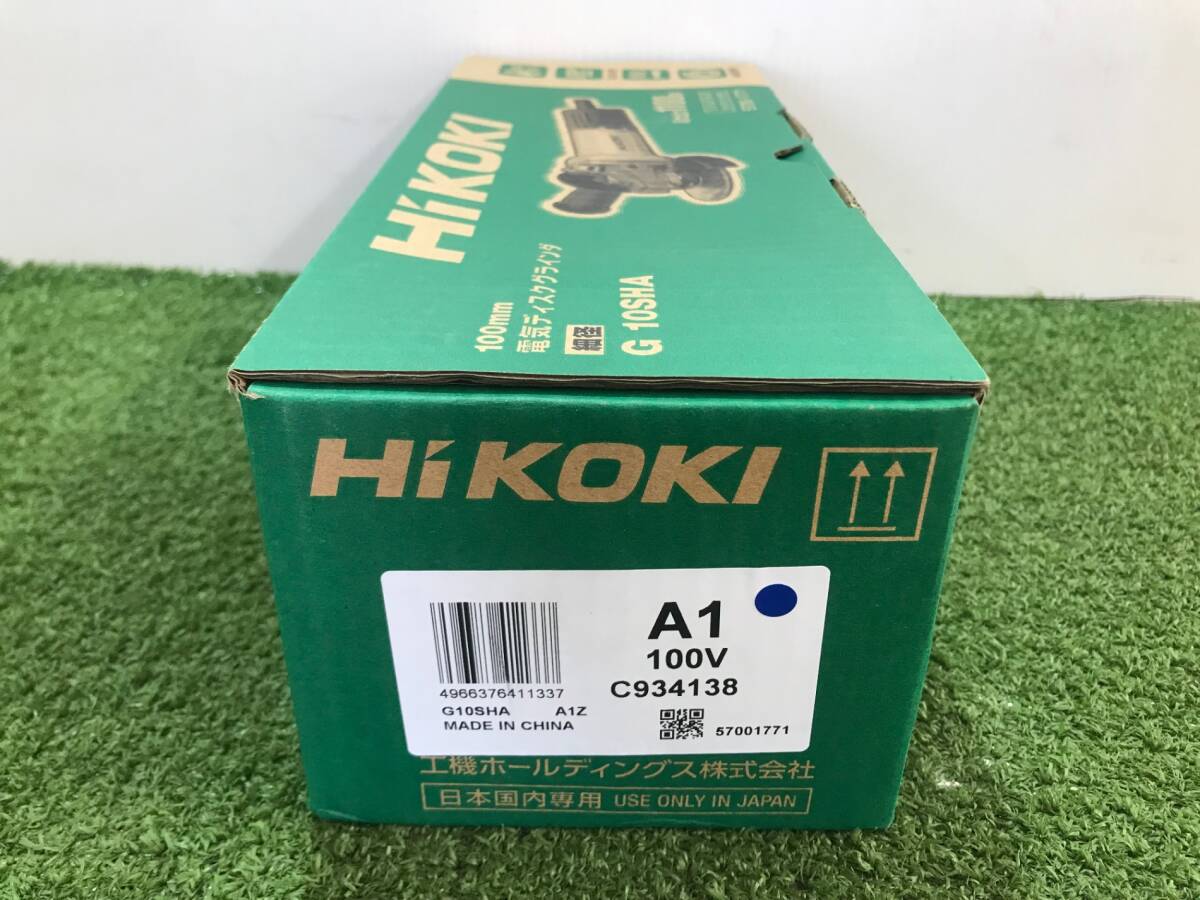 HiKOKI
100mm
電気ディスクグラインダ
細径
G 10SHA
HiKOKI
HiKOKI
A1
100V
4966376411337
C934138
G10SHA A1Z
MADE IN CHINA
57001771
工機ホールディングス株式会社
日本国内専用 USE ONLY IN JAPAN